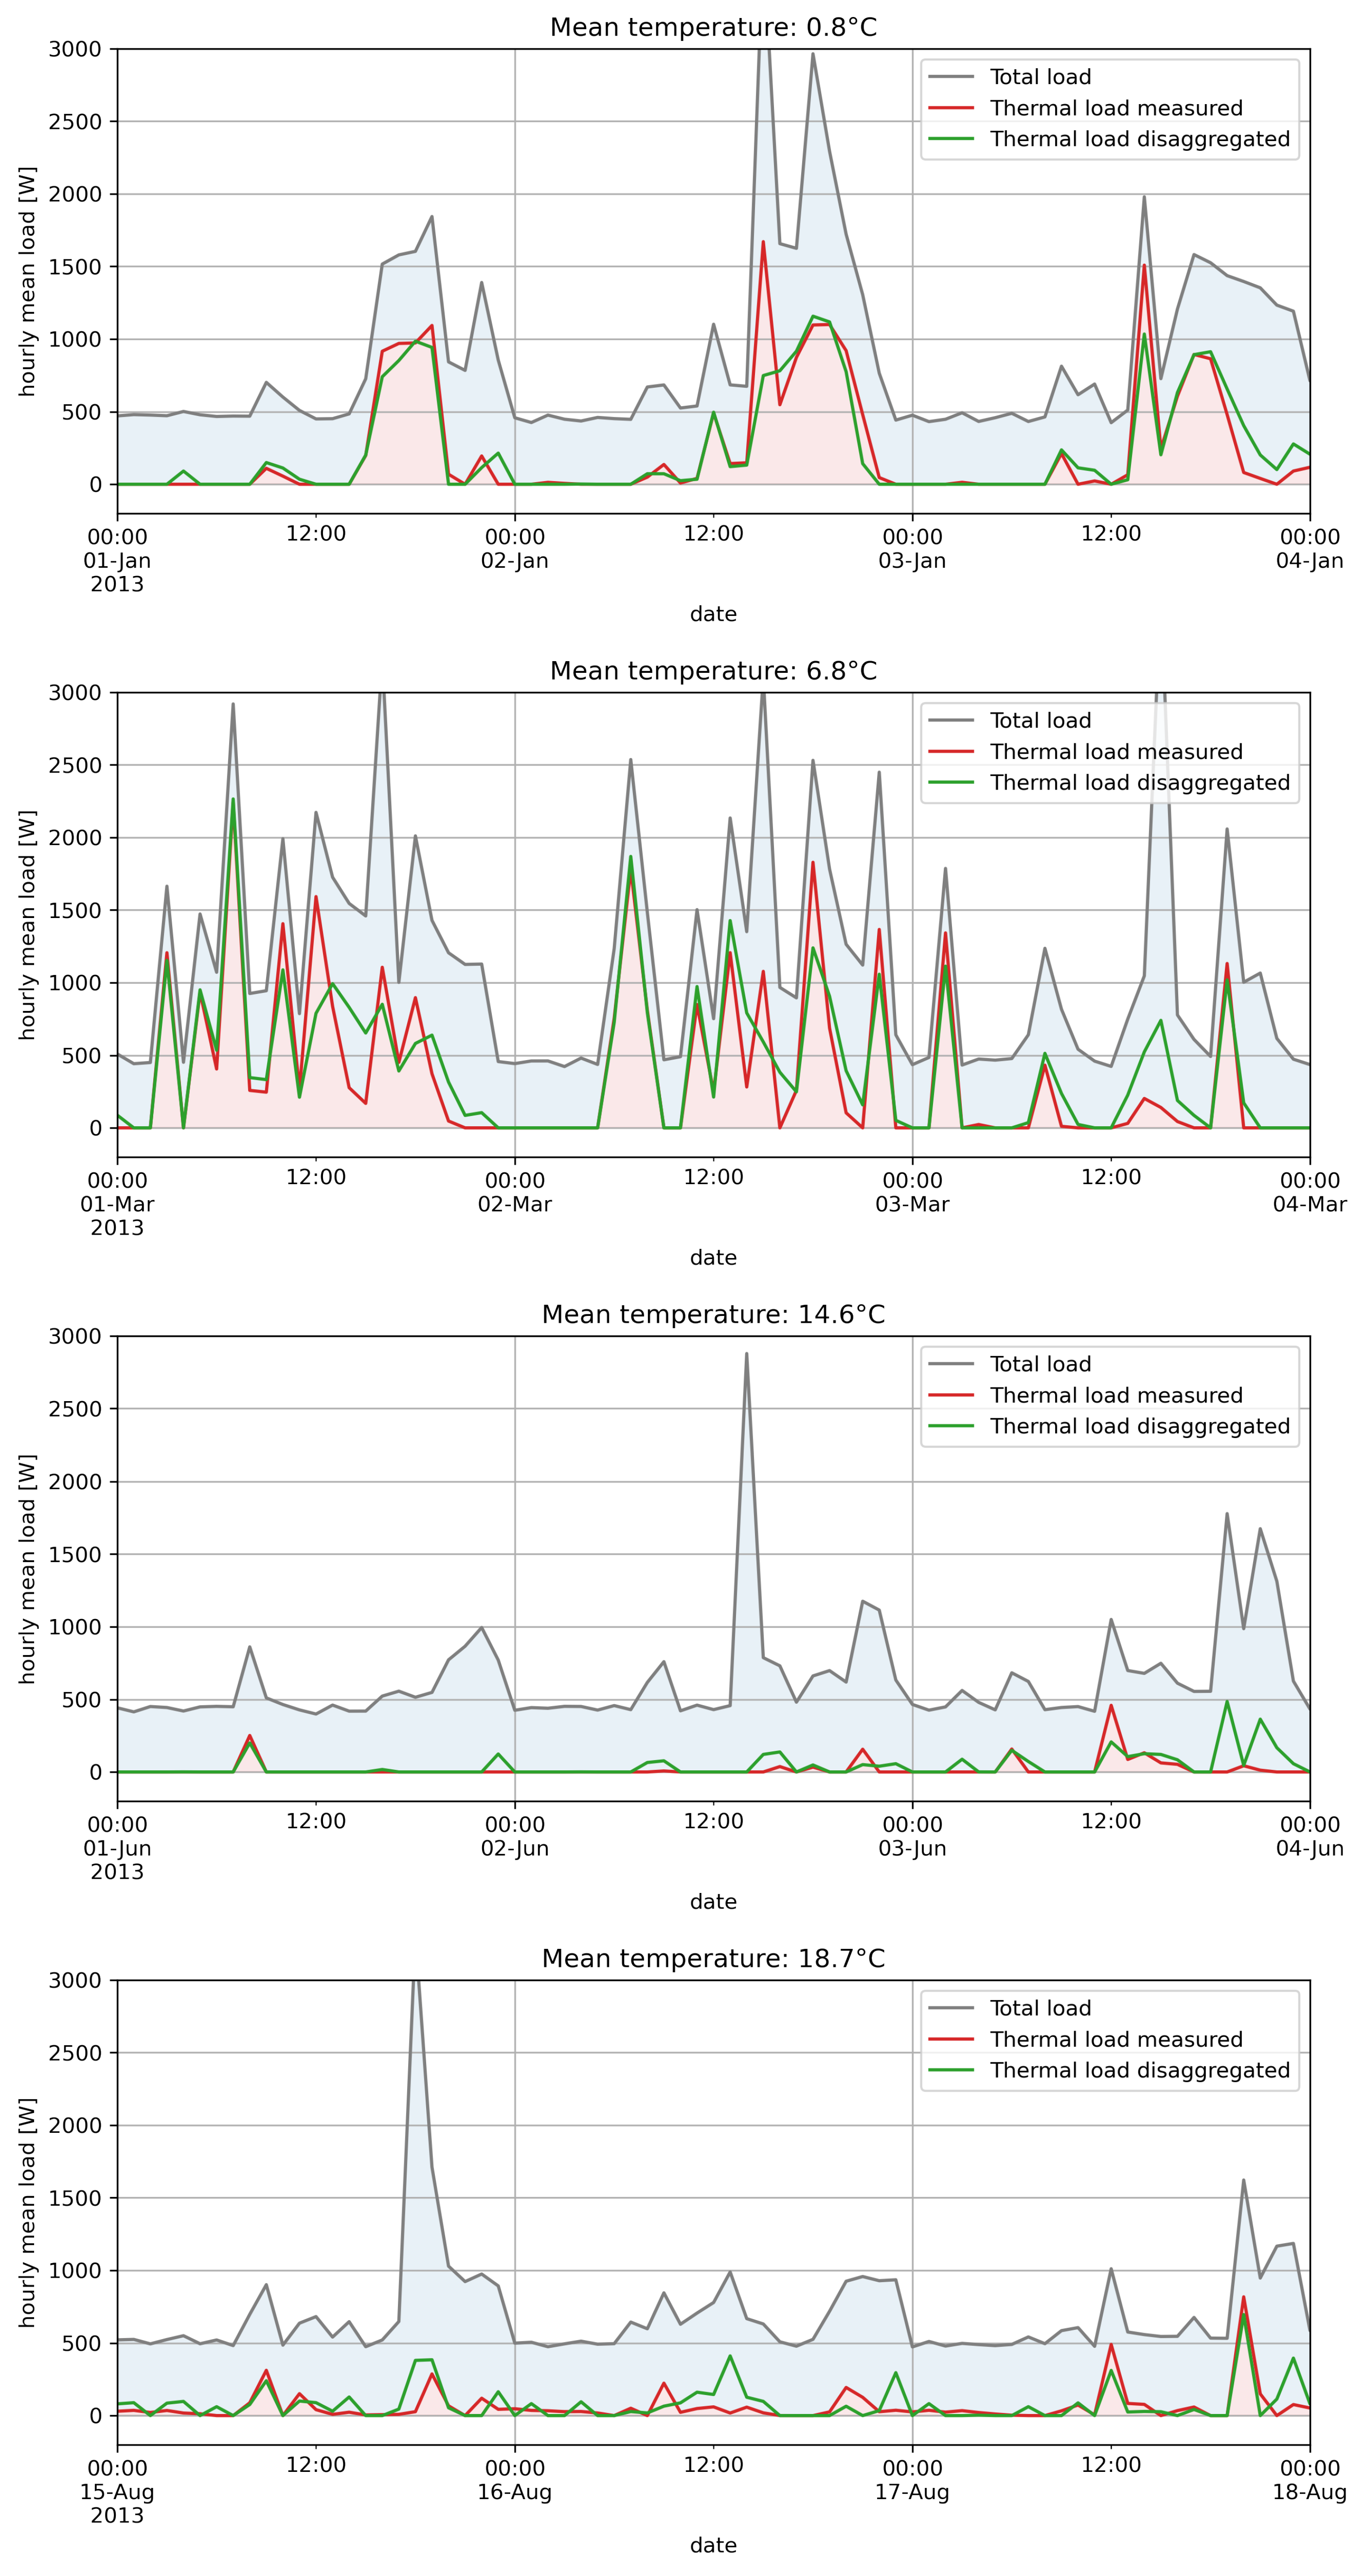 Mean temperature: 0.8°C
3000
2500
2000
1500
1000
500
0
hourly mean load [W]
Total load
Thermal load measured
Thermal load disaggregated
00:00 12:00 00:00 12:00 00:00 12:00 00:00
01-Jan 02-Jan 03-Jan 04-Jan
2013
date
Mean temperature: 6.8°C
3000
2500
2000
1500
1000
500
0
hourly mean load [W]
Total load
Thermal load measured
Thermal load disaggregated
00:00 12:00 00:00 12:00 00:00 12:00 00:00
01-Mar 02-Mar 03-Mar 04-Mar
2013
date
Mean temperature: 14.6°C
3000
2500
2000
1500
1000
500
0
hourly mean load [W]
Total load
Thermal load measured
Thermal load disaggregated
00:00 12:00 00:00 12:00 00:00 12:00 00:00
01-Jun 02-Jun 03-Jun 04-Jun
2013
date
Mean temperature: 18.7°C
3000
2500
2000
1500
1000
500
0
hourly mean load [W]
Total load
Thermal load measured
Thermal load disaggregated
00:00 12:00 00:00 12:00 00:00 12:00 00:00
15-Aug 16-Aug 17-Aug 18-Aug
2013
date